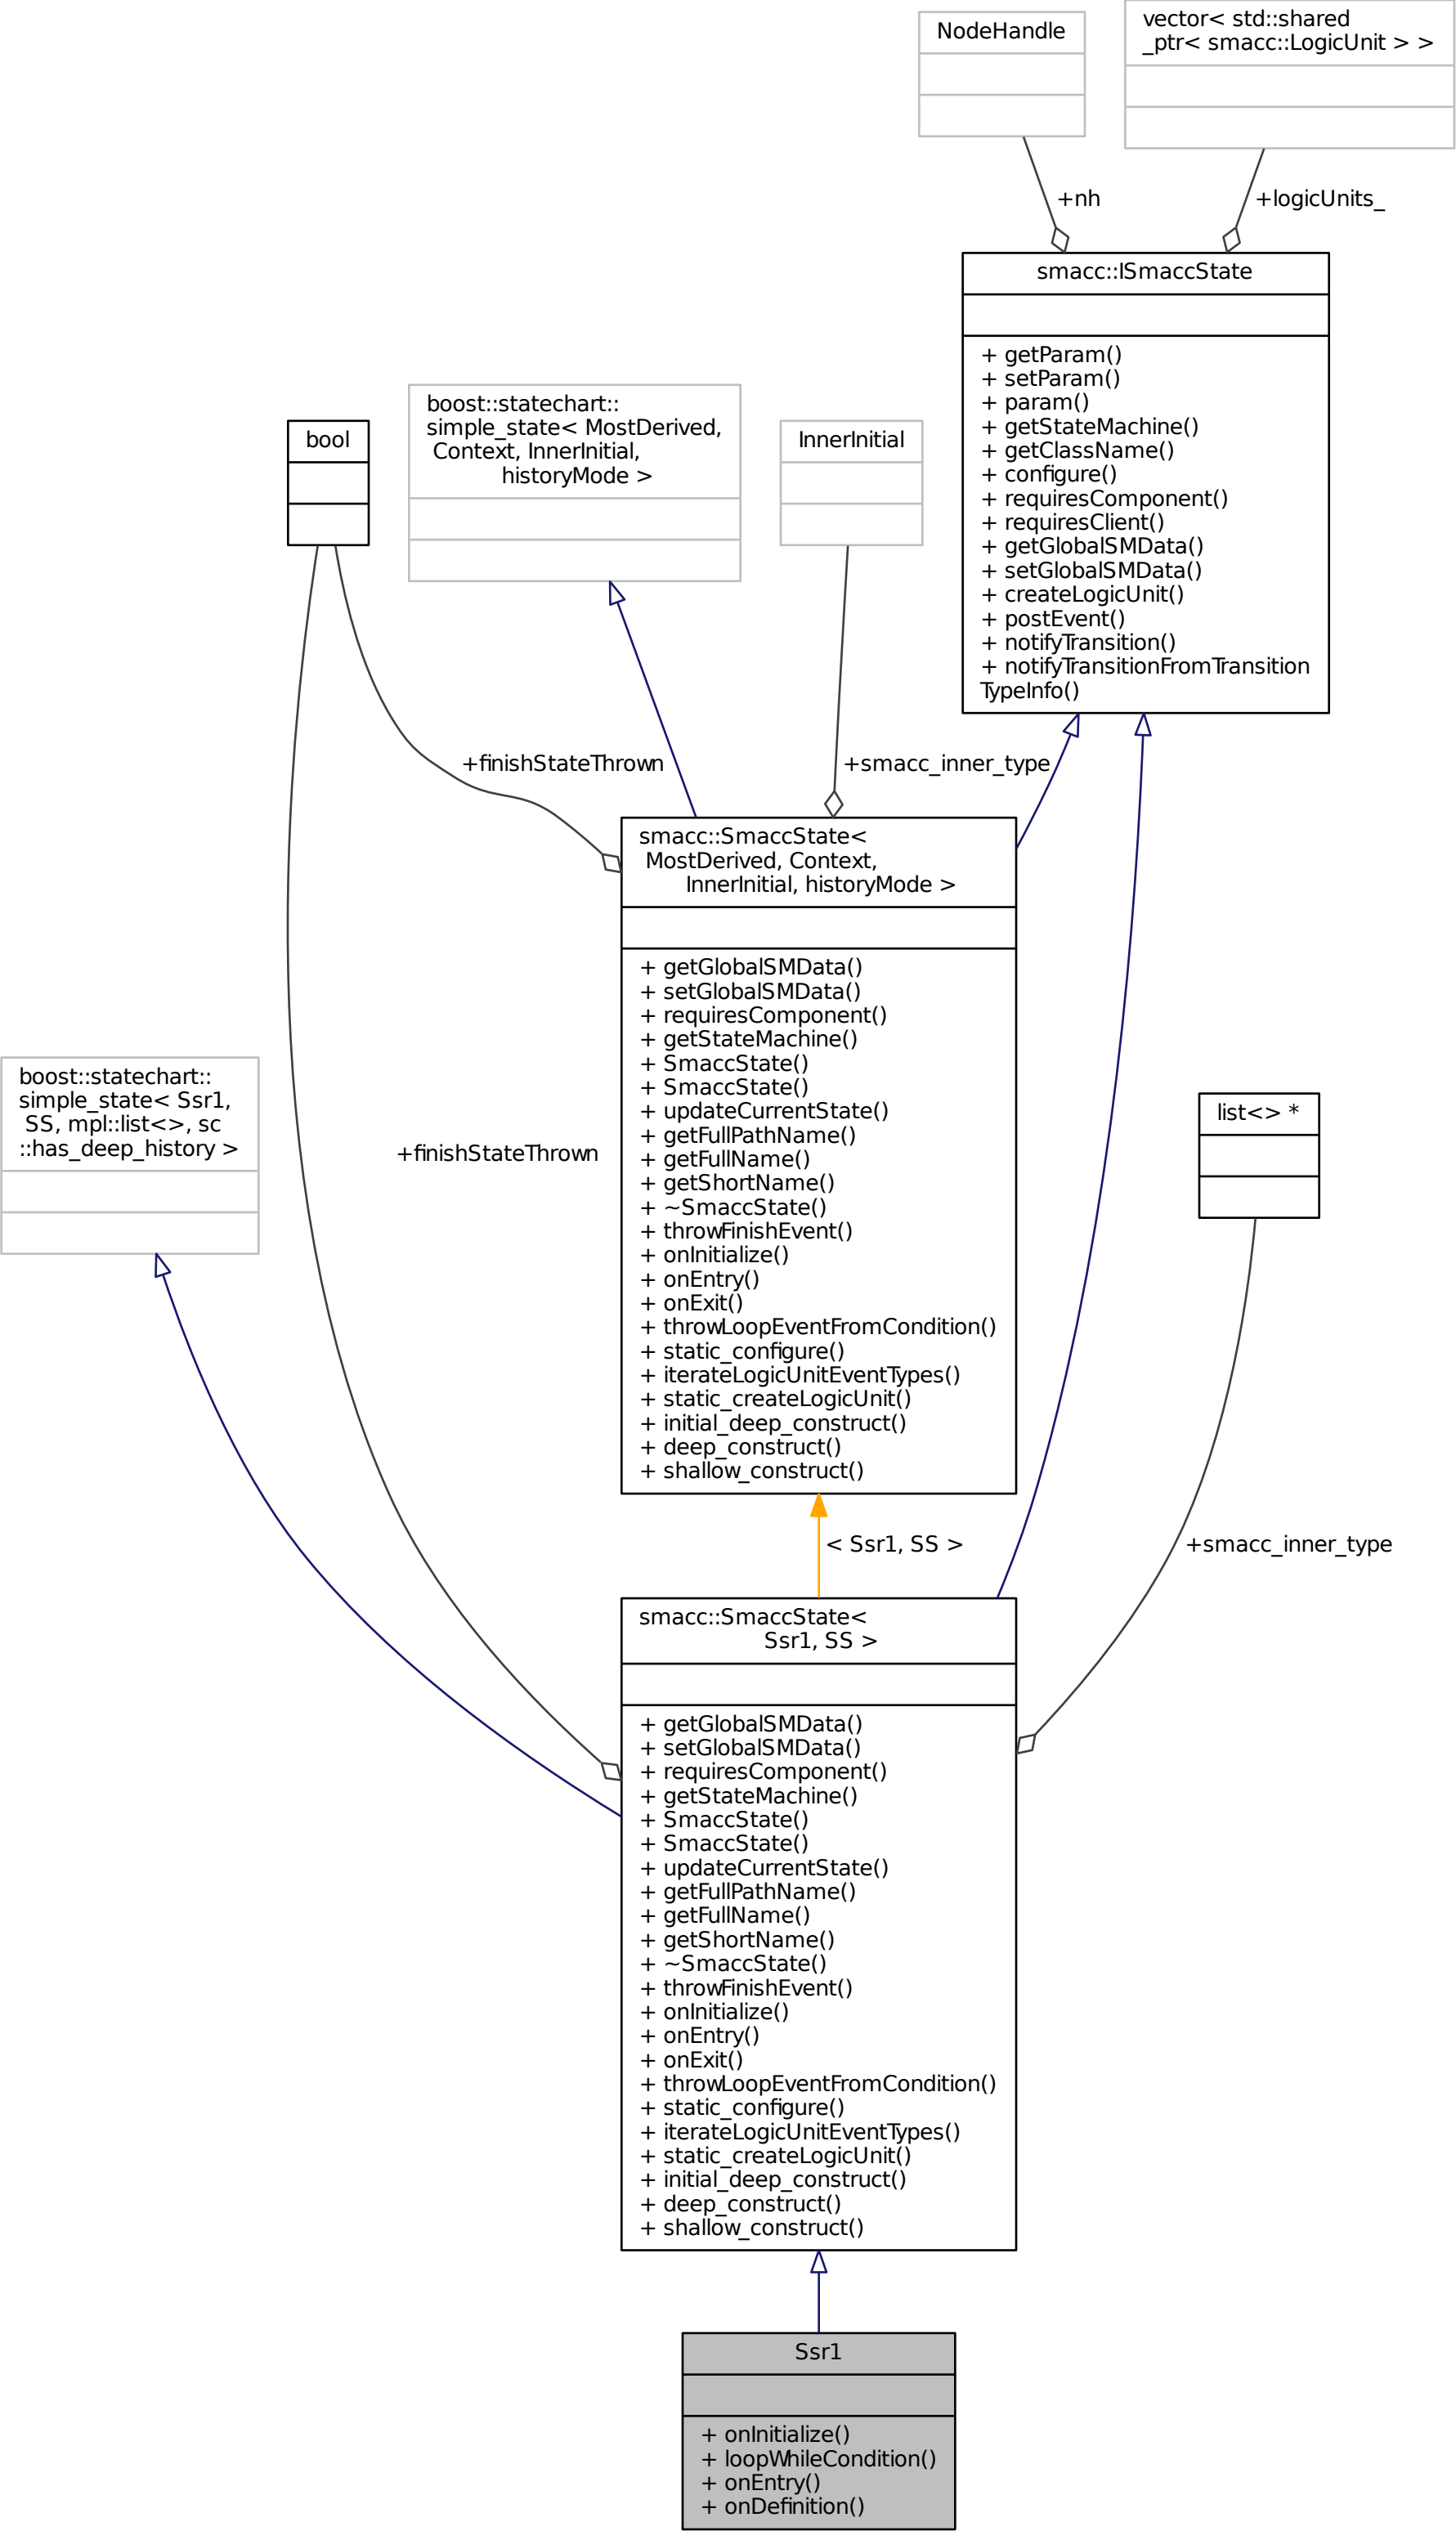 NodeHandle
vector< std::shared
_ptr< smacc::LogicUnit > >
+nh
+logicUnits_
smacc::ISmaccState
+ getParam()
+ setParam()
+ param()
+ getStateMachine()
+ getClassName()
+ configure()
+ requiresComponent()
+ requiresClient()
+ getGlobalSMData()
+ setGlobalSMData()
+ createLogicUnit()
+ postEvent()
+ notifyTransition()
+ notifyTransitionFromTransition
TypeInfo()
bool
boost::statechart::
simple_state< MostDerived,
Context, InnerInitial,
historyMode >
InnerInitial
+finishStateThrown
+smacc_inner_type
smacc::SmaccState<
MostDerived, Context,
InnerInitial, historyMode >
+ getGlobalSMData()
+ setGlobalSMData()
+ requiresComponent()
+ getStateMachine()
+ SmaccState()
+ SmaccState()
+ updateCurrentState()
+ getFullPathName()
+ getFullName()
+ getShortName()
+ ~SmaccState()
+ throwFinishEvent()
+ onInitialize()
+ onEntry()
+ onExit()
+ throwLoopEventFromCondition()
+ static_configure()
+ iterateLogicUnitEventTypes()
+ static_createLogicUnit()
+ initial_deep_construct()
+ deep_construct()
+ shallow_construct()
boost::statechart::
simple_state< Ssr1,
SS, mpl::list<>, sc
::has_deep_history >
+finishStateThrown
list<> *
< Ssr1, SS >
+smacc_inner_type
smacc::SmaccState<
Ssr1, SS >
+ getGlobalSMData()
+ setGlobalSMData()
+ requiresComponent()
+ getStateMachine()
+ SmaccState()
+ SmaccState()
+ updateCurrentState()
+ getFullPathName()
+ getFullName()
+ getShortName()
+ ~SmaccState()
+ throwFinishEvent()
+ onInitialize()
+ onEntry()
+ onExit()
+ throwLoopEventFromCondition()
+ static_configure()
+ iterateLogicUnitEventTypes()
+ static_createLogicUnit()
+ initial_deep_construct()
+ deep_construct()
+ shallow_construct()
Ssr1
+ onInitialize()
+ loopWhileCondition()
+ onEntry()
+ onDefinition()